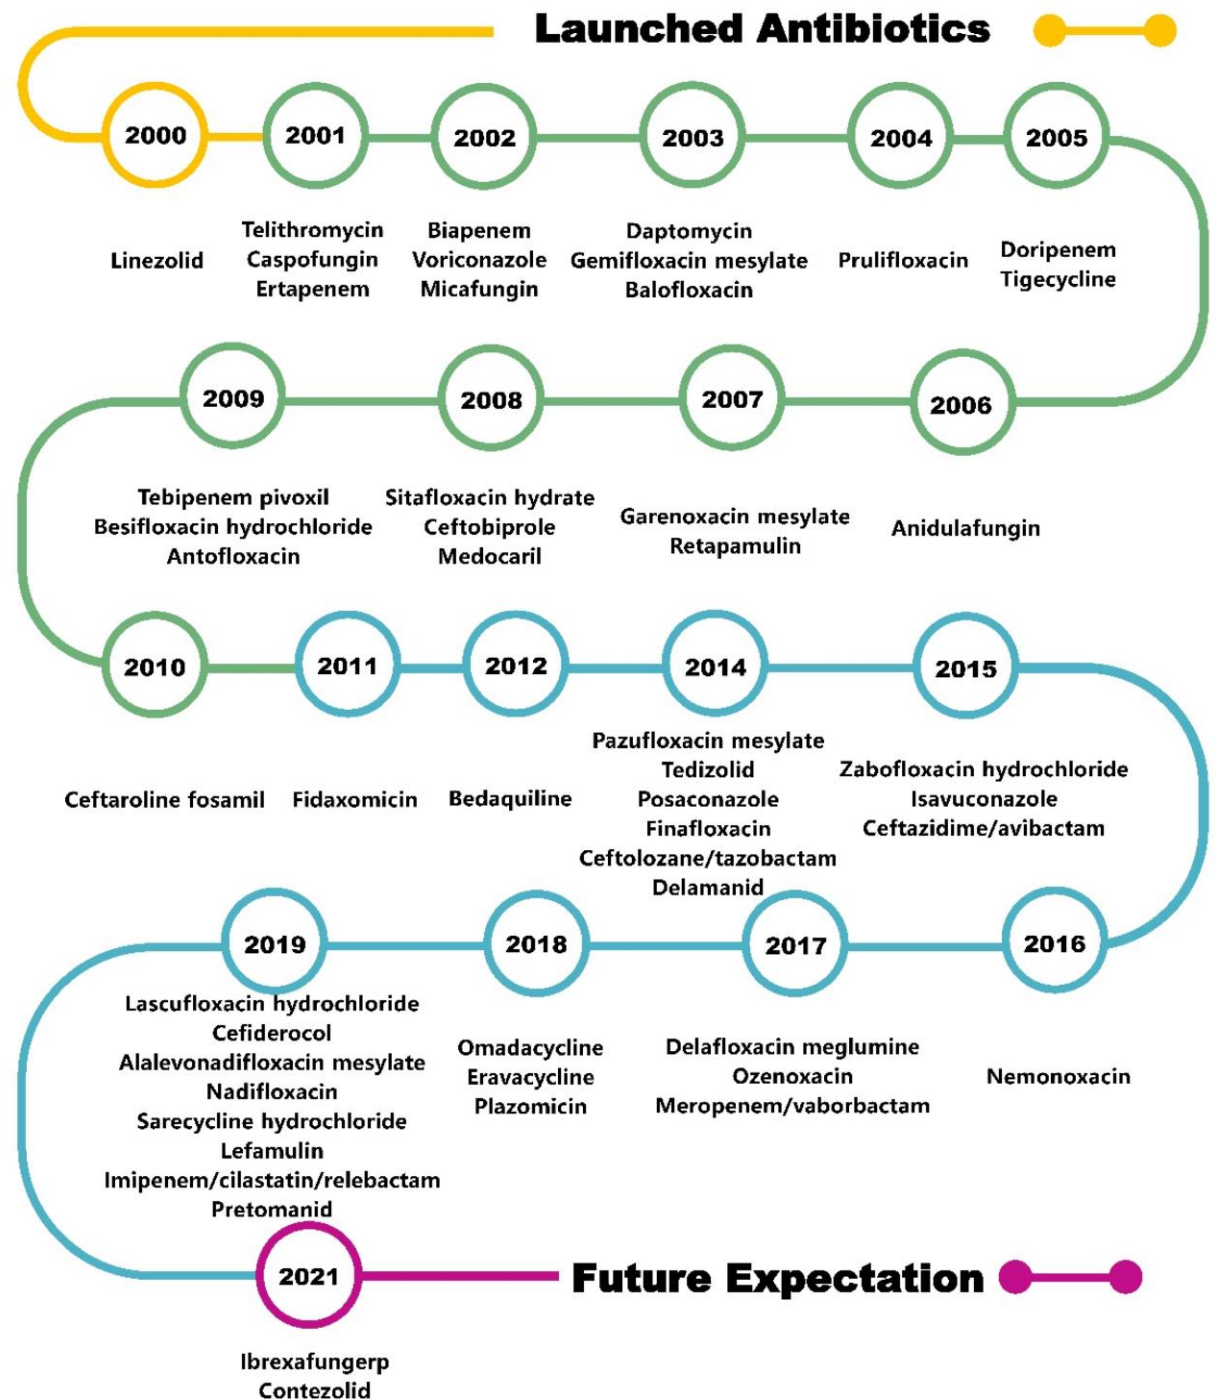 Launched Antibiotics
2000
2001
2002
2003
2004
2005
Linezolid
Telithromycin
Caspofungin
Ertapenem
Biapenem
Voriconazole
Micafungin
Daptomycin
Gemifloxacin mesylate
Balofloxacin
Prulifloxacin
Doripenem
Tigecycline
2009
2008
2007
2006
Tebipenem pivoxil
Besifloxacin hydrochloride
Antofloxacin
Sitafloxacin hydrate
Ceftobiprole
Medocaril
Garenoxacin mesylate
Retapamulin
Anidulafungin
2010
2011
2012
2014
2015
Ceftaroline fosamil
Fidaxomicin
Bedaquiline
Pazufloxacin mesylate
Tedizolid
Posaconazole
Finafloxacin
Ceftolozane/tazobactam
Delamanid
Zabofloxacin hydrochloride
Isavuconazole
Ceftazidime/avibactam
2019
2018
2017
2016
Lascufloxacin hydrochloride
Cefiderocol
Alalevonadifloxacin mesylate
Nadifloxacin
Sarecycline hydrochloride
Lefamulin
Imipenem/cilastatin/relebactam
Pretomanid
Omadacycline
Eravacycline
Plazomicin
Delafloxacin meglumine
Ozenoxacin
Meropenem/vaborbactam
Nemonoxacin
2021
Future Expectation
Ibrexafungerp
Contezolid